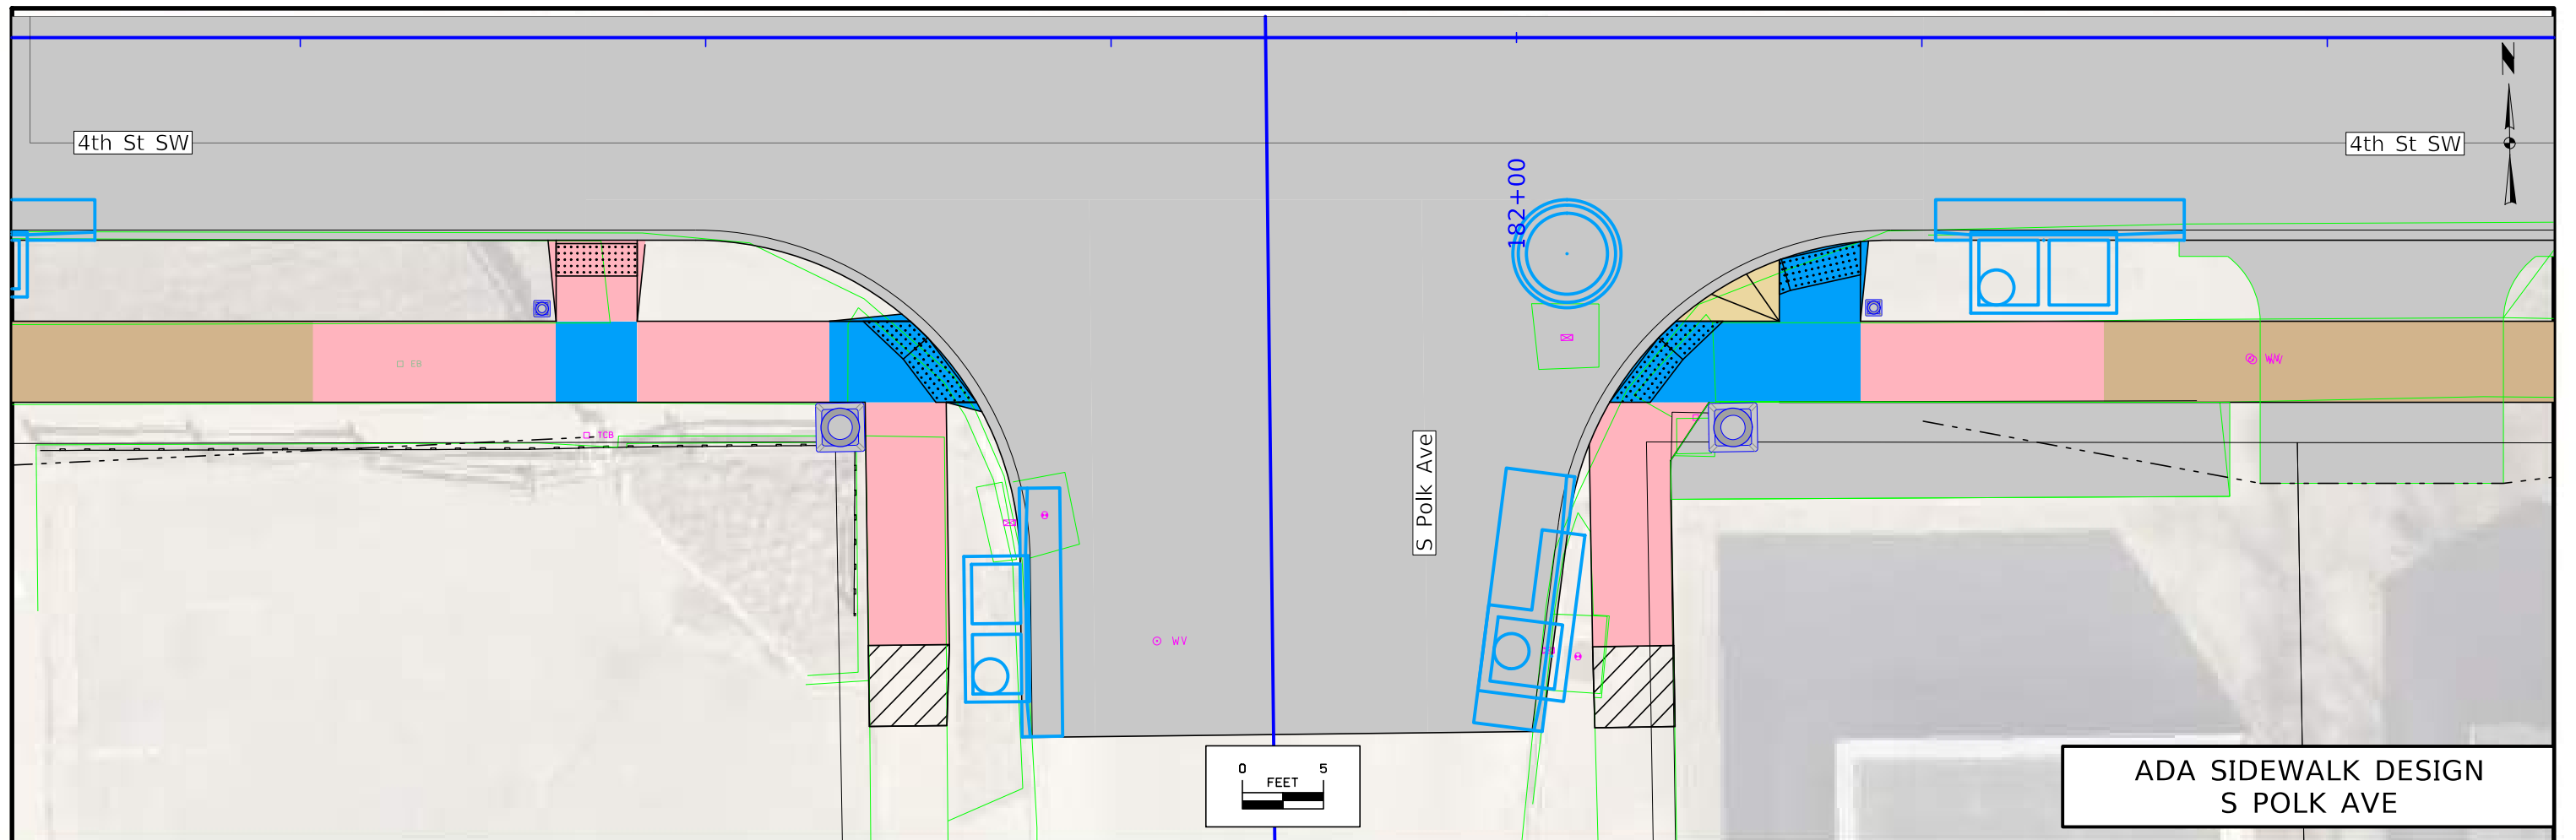 4th St SW
4th St SW
N
182+00
EB
WV
TCB
S Polk Ave
WV
0 5
FEET
ADA SIDEWALK DESIGN
S POLK AVE